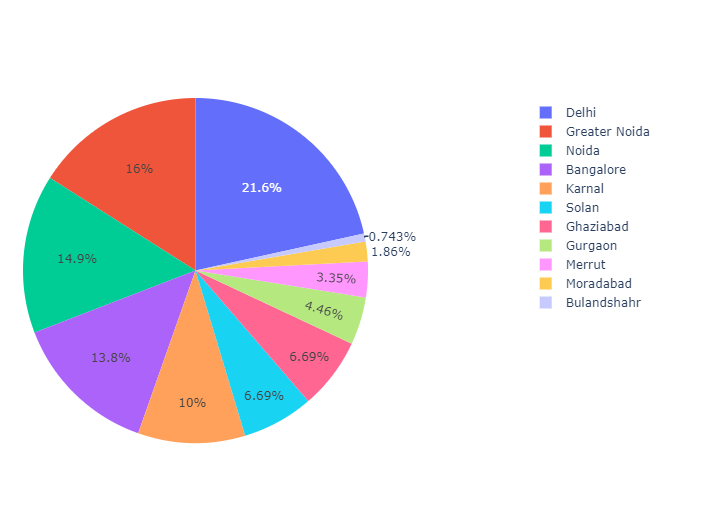 21.6%
16%
14.9%
13.8%
10%
6.69%
6.69%
4.46%
3.35%
1.86%
0.743%
Delhi
Greater Noida
Noida
Bangalore
Karnal
Solan
Ghaziabad
Gurgaon
Merrut
Moradabad
Bulandshahr